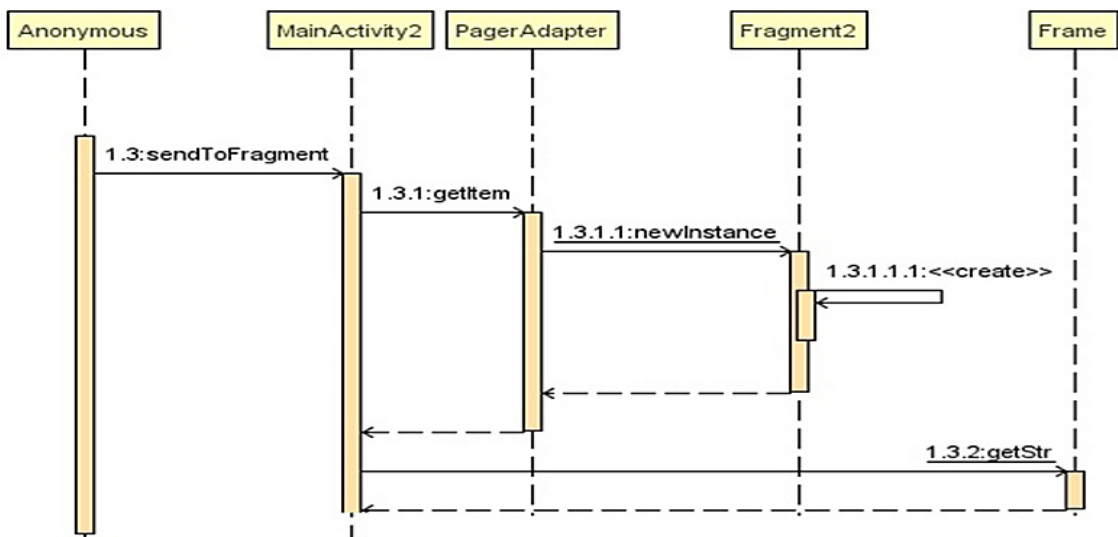 Anonymous
MainActivity2
PagerAdapter
Fragment2
Frame
1.3:sendToFragment
1.3.1:getItem
1.3.1.1:newInstance
1.3.1.1.1:<<create>>
1.3.2:getStr